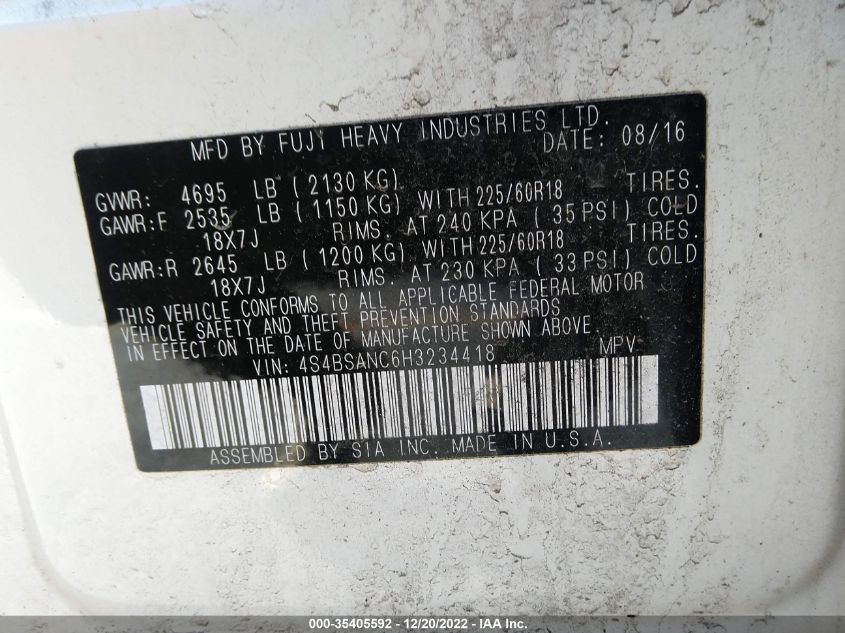 MFD BY FUJI HEAVY INDUSTRIES LTD.
DATE: 08/16
GVWR: 4695 LB ( 2130 KG)
GAWR:F 2535 LB ( 1150 KG) WITH 225/60R18 TIRES.
18X7J RIMS. AT 240 KPA ( 35 PSI) COLD
GAWR:R 2645 LB ( 1200 KG) WITH 225/60R18 TIRES.
18X7J RIMS. AT 230 KPA ( 33 PSI) COLD
THIS VEHICLE CONFORMS TO ALL APPLICABLE FEDERAL MOTOR
VEHICLE SAFETY AND THEFT PREVENTION STANDARDS
IN EFFECT ON THE DATE OF MANUFACTURE SHOWN ABOVE.
VIN: 4S4BSANC6H3234418 MPV
ASSEMBLED BY SIA INC. MADE IN U.S.A.
000-35405592 - 12/20/2022 - IAA Inc.